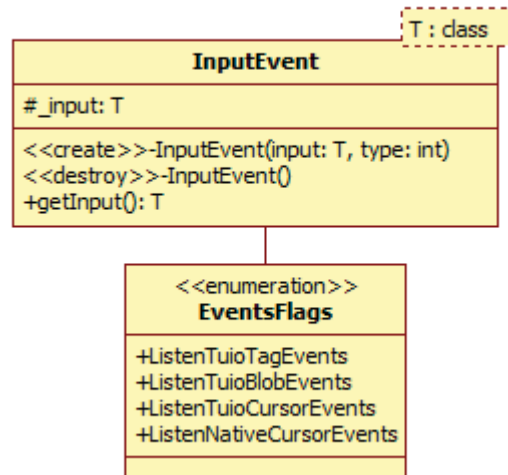 T : class
InputEvent
#_input: T
<<create>>-InputEvent(input: T, type: int)
<<destroy>>-InputEvent()
+getInput(): T
<<enumeration>>
EventsFlags
+ListenTuioTagEvents
+ListenTuioBlobEvents
+ListenTuioCursorEvents
+ListenNativeCursorEvents